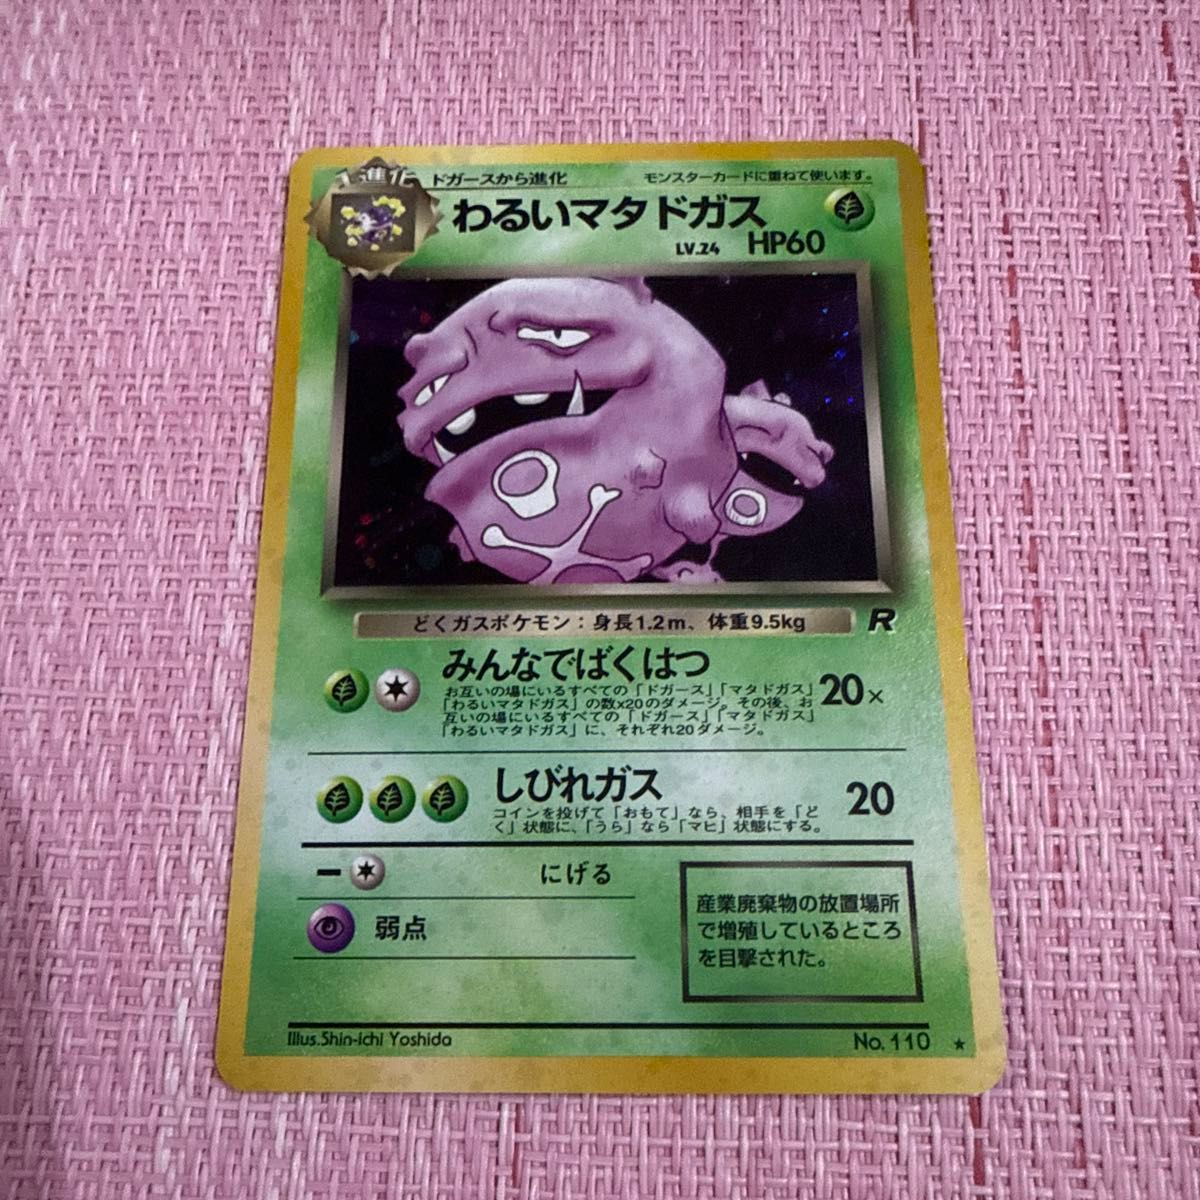 1進化
ドガースから進化
モンスターカードに重ねて使います。
わるいマタドガス
LV.24 HP60
どくガスポケモン：身長1.2m、体重9.5kg
R
みんなでばくはつ
お互いの場にいるすべての「ドガース」「マタドガス」
「わるいマタドガス」の数x20のダメージ。その後、お
互いの場にいるすべての「ドガース」「マタドガス」
「わるいマタドガス」に、それぞれ20ダメージ。
20×
しびれガス
コインを投げて「おもて」なら、相手を「ど
く」状態に、「うら」なら「マヒ」状態にする。
20
にげる
弱点
産業廃棄物の放置場所
で増殖しているところ
を目撃された。
Illus.Shin-ichi Yoshida
No. 110 ★